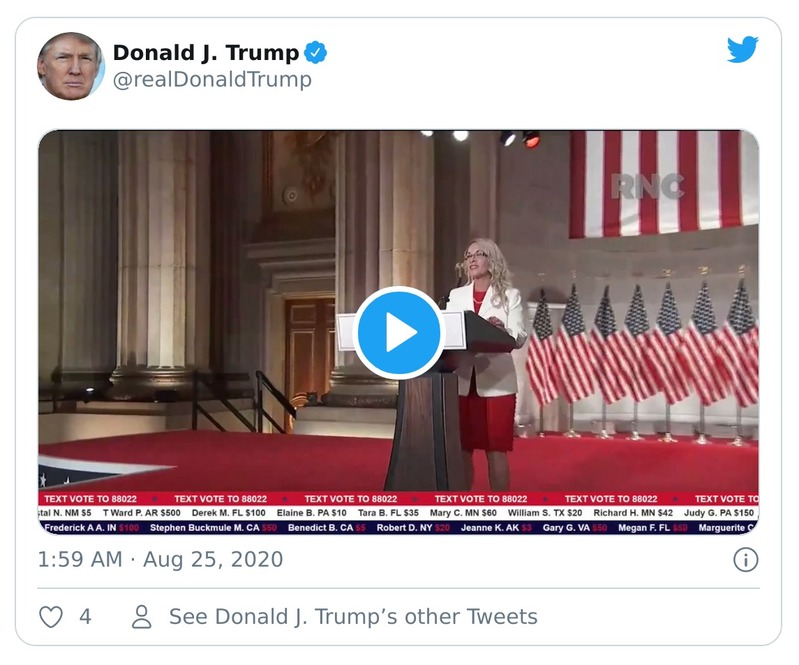 Donald J. Trump
@realDonaldTrump
RNC
TEXT VOTE TO 88022 TEXT VOTE TO 88022 TEXT VOTE TO 88022 TEXT VOTE TO 88022 TEXT VOTE TO 88022 TEXT VOTE TO
tal N. NM $5 T Ward P. AR $500 Derek M. FL $100 Elaine B. PA $10 Tara B. FL $35 Mary C. MN $60 William S. TX $20 Richard H. MN $42 Judy G. PA $150
Frederick A A. IN $100 Stephen Buckmule M. CA $50 Benedict B. CA $5 Robert D. NY $20 Jeanne K. AK $3 Gary G. VA $50 Megan F. FL $50 Marguerite
1:59 AM · Aug 25, 2020
4 See Donald J. Trump’s other Tweets